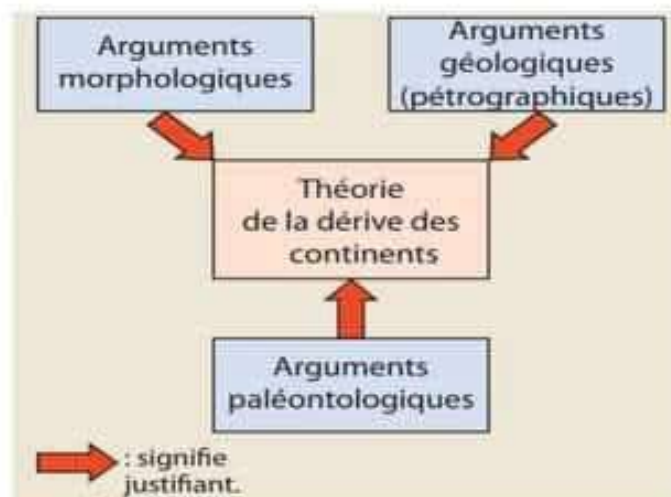 Arguments
morphologiques
Arguments
géologiques
(pétrographiques)
Théorie
de la dérive des
continents
Arguments
paléontologiques
: signifie
justifiant.